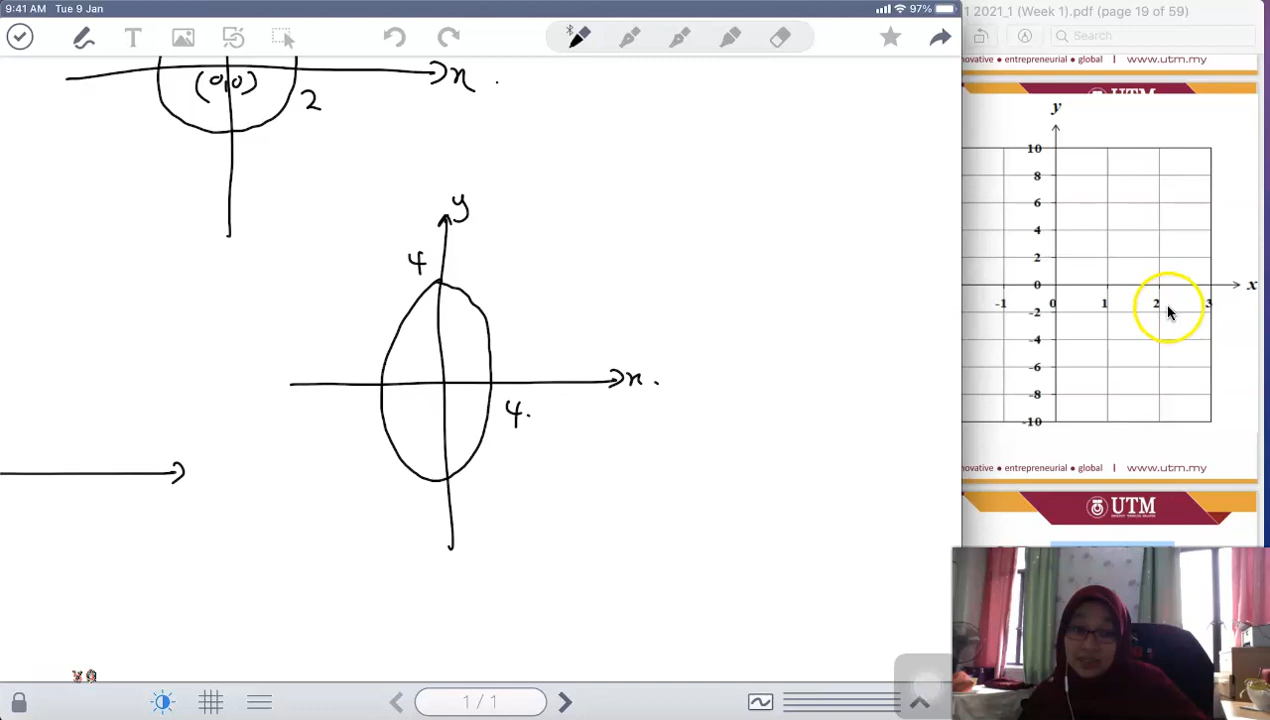 9:41 AM Tue 9 Jan
97%
1 2021_1 (Week 1).pdf (page 19 of 59)
Search
T
ovative ● entrepreneurial ● global | www.utm.my
(0,0)
2
x .
y
4
x .
4.
y
10
8
6
4
2
0
-2
-4
-6
-8
-10
-1 0 1 2 3
x
ovative ● entrepreneurial ● global | www.utm.my
UTM
1 / 1